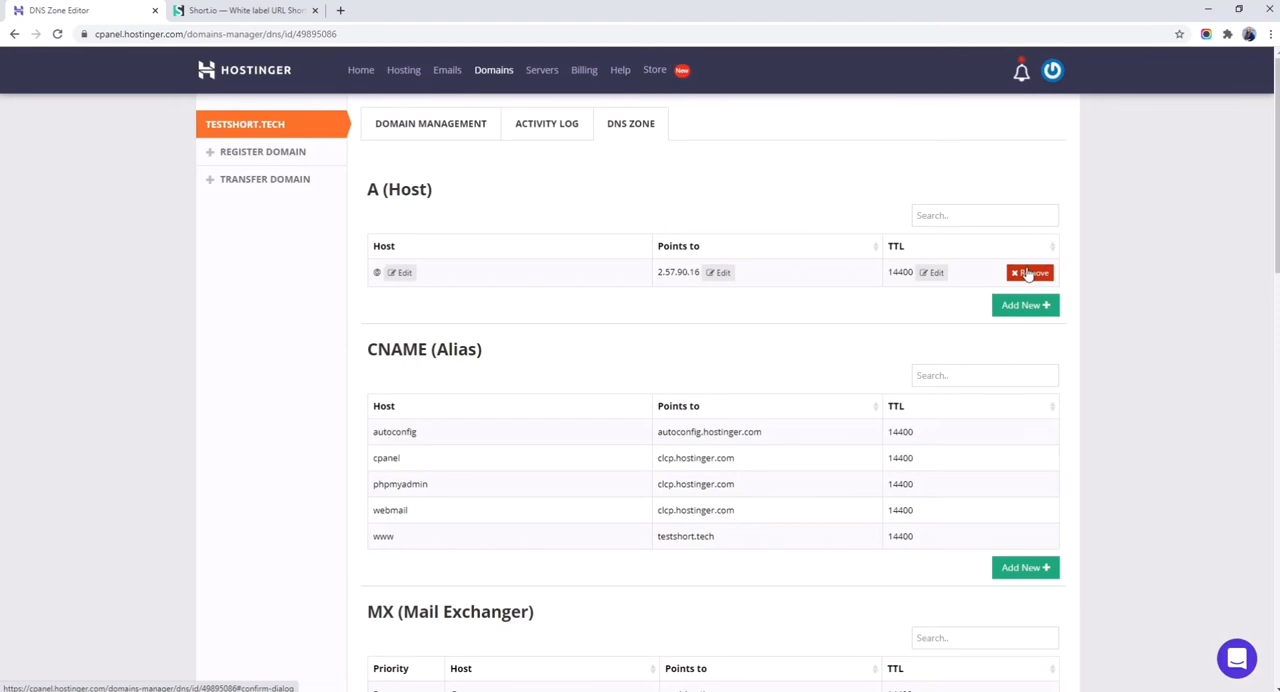 DNS Zone Editor
Short.io — White label URL Shor
cpanel.hostinger.com/domains-manager/dns/id/49895086
HOSTINGER
Home Hosting Emails Domains Servers Billing Help Store New
TESTSHORT.TECH
REGISTER DOMAIN
TRANSFER DOMAIN
DOMAIN MANAGEMENT ACTIVITY LOG DNS ZONE
A (Host)
Search..
Host Points to TTL
@ Edit 2.57.90.16 Edit 14400 Edit
Add New
CNAME (Alias)
Search..
Host Points to TTL
autoconfig autoconfig.hostinger.com 14400
cpanel clcp.hostinger.com 14400
phpmyadmin clcp.hostinger.com 14400
webmail clcp.hostinger.com 14400
www testshort.tech 14400
Add New
MX (Mail Exchanger)
Search..
Priority Host Points to TTL
https://cpanel.hostinger.com/domains-manager/dns/id/49895086#confirm-dialog